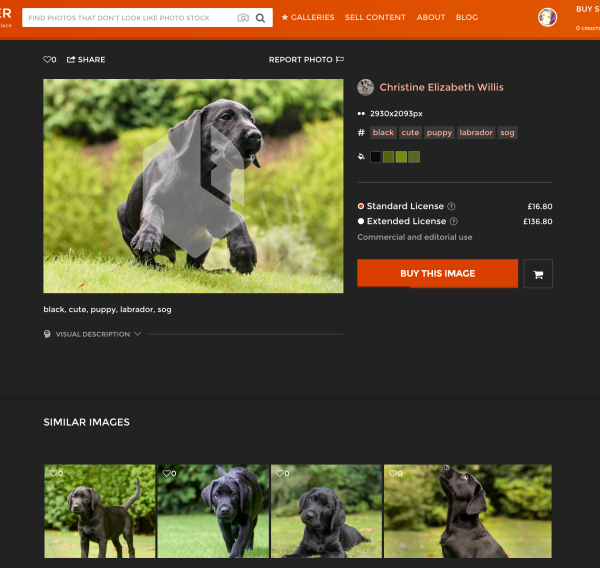 ER
place
FIND PHOTOS THAT DON'T LOOK LIKE PHOTO STOCK
GALLERIES
SELL CONTENT
ABOUT
BLOG
BUY S
0 CREDITS
0 SHARE
REPORT PHOTO
Christine Elizabeth Willis
2930x2093px
# black cute puppy labrador sog
Standard License ? £16.80
Extended License ? £136.80
Commercial and editorial use
BUY THIS IMAGE
black, cute, puppy, labrador, sog
VISUAL DESCRIPTION
SIMILAR IMAGES
0
0
0
0